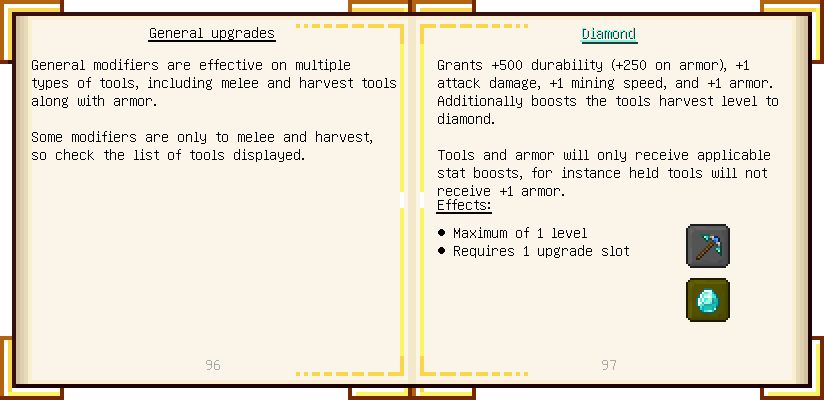 General upgrades
General modifiers are effective on multiple
types of tools, including melee and harvest tools
along with armor.
Some modifiers are only to melee and harvest,
so check the list of tools displayed.
96
Diamond
Grants +500 durability (+250 on armor), +1
attack damage, +1 mining speed, and +1 armor.
Additionally boosts the tools harvest level to
diamond.
Tools and armor will only receive applicable
stat boosts, for instance held tools will not
receive +1 armor.
Effects:
● Maximum of 1 level
● Requires 1 upgrade slot
97